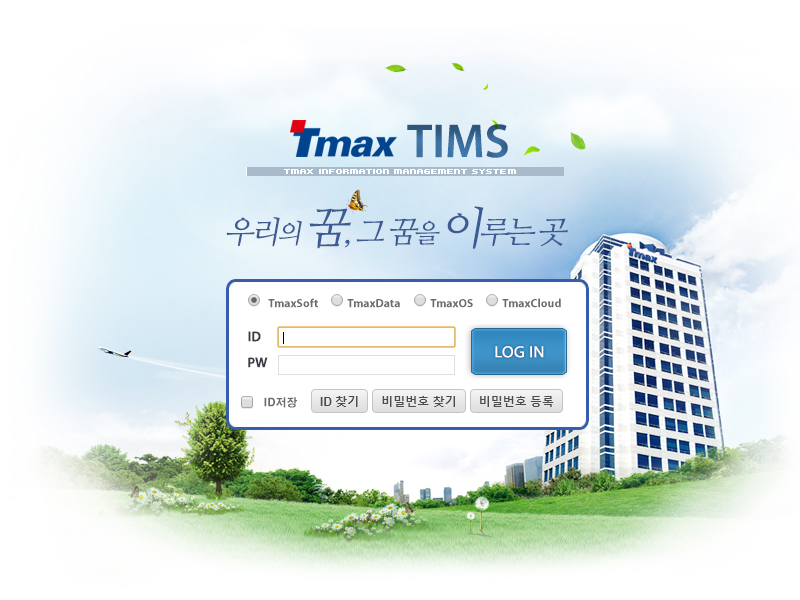 Tmax TIMS
TMAX INFORMATION MANAGEMENT SYSTEM
우리의 꿈, 그 꿈을 이루는 곳
Tmax
TmaxSoft TmaxData TmaxOS TmaxCloud
ID
LOG IN
PW
ID저장 ID 찾기 비밀번호 찾기 비밀번호 등록